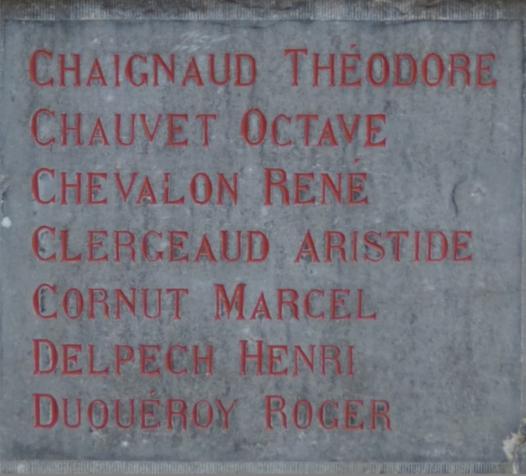 CHAIGNAUD THÉODORE
CHAUVET OCTAVE
CHEVALON RENÉ
CLERGEAUD ARISTIDE
CORNUT MARCEL
DELPECH HENRI
DUQUÉROY ROGER